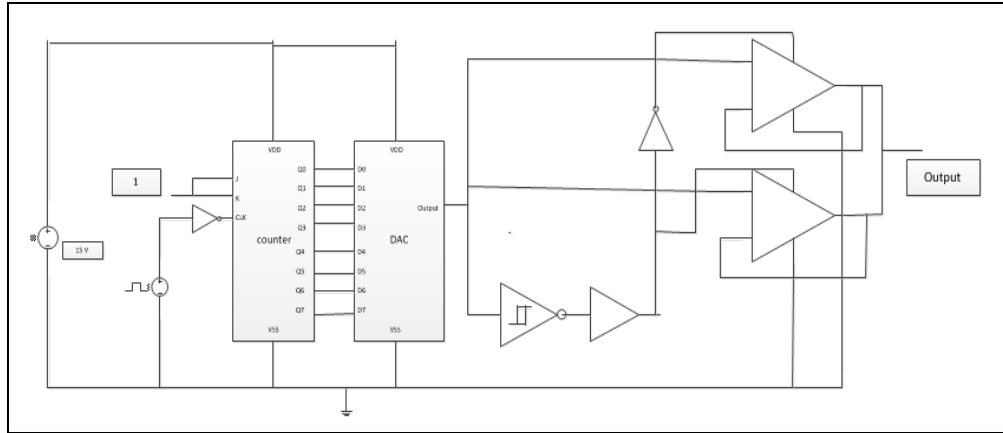 VDD
VDD
1
J
K
CLK
counter
Q0
Q1
Q2
Q3
Q4
Q5
Q6
Q7
VSS
D0
D1
D2
D3
D4
D5
D6
D7
Output
DAC
VSS
15 V
Output